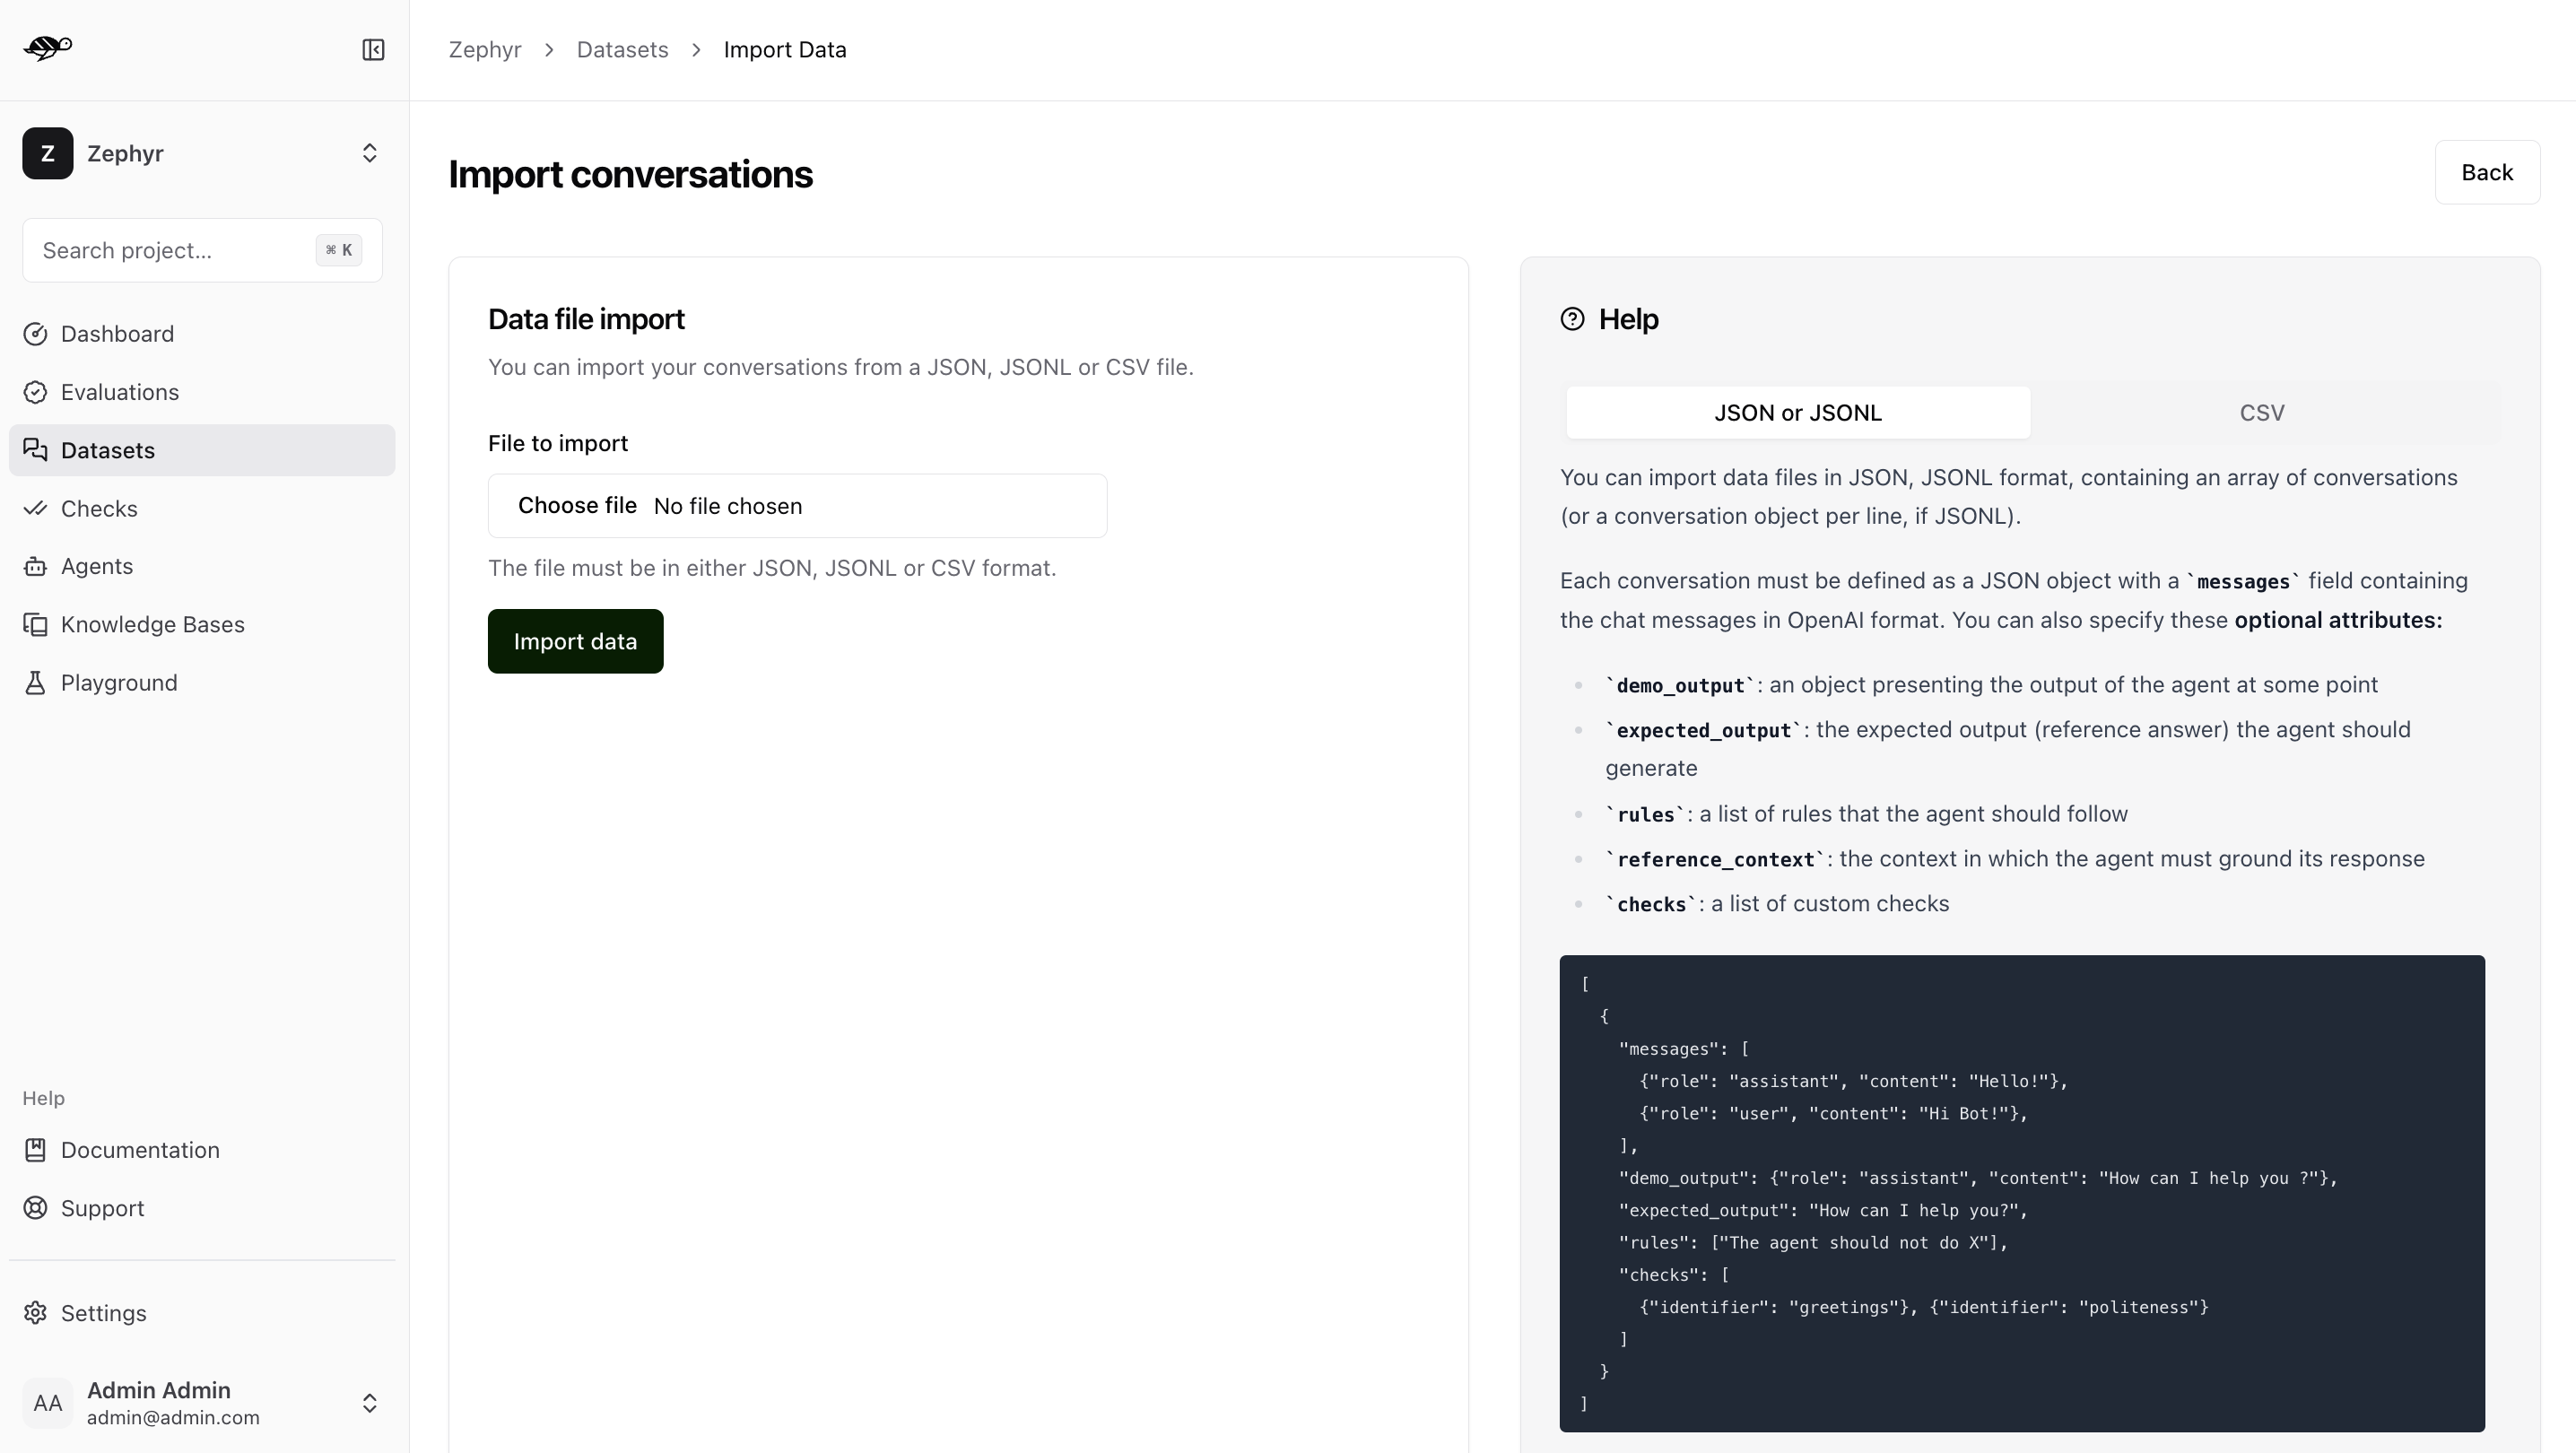 Zephyr > Datasets > Import Data
Z Zephyr
Search project... ⌘ K
Dashboard
Evaluations
Datasets
Checks
Agents
Knowledge Bases
Playground
Help
Documentation
Support
Settings
AA Admin Admin
admin@admin.com
Import conversations
Back
Data file import
You can import your conversations from a JSON, JSONL or CSV file.
File to import
Choose file No file chosen
The file must be in either JSON, JSONL or CSV format.
Import data
Help
JSON or JSONL CSV
You can import data files in JSON, JSONL format, containing an array of conversations
(or a conversation object per line, if JSONL).
Each conversation must be defined as a JSON object with a `messages` field containing
the chat messages in OpenAI format. You can also specify these optional attributes:
`demo_output`: an object presenting the output of the agent at some point
`expected_output`: the expected output (reference answer) the agent should
generate
`rules`: a list of rules that the agent should follow
`reference_context`: the context in which the agent must ground its response
`checks`: a list of custom checks
[
  {
    "messages": [
      {"role": "assistant", "content": "Hello!"},
      {"role": "user", "content": "Hi Bot!"},
    ],
    "demo_output": {"role": "assistant", "content": "How can I help you ?"},
    "expected_output": "How can I help you?",
    "rules": ["The agent should not do X"],
    "checks": [
      {"identifier": "greetings"}, {"identifier": "politeness"}
    ]
  }
]